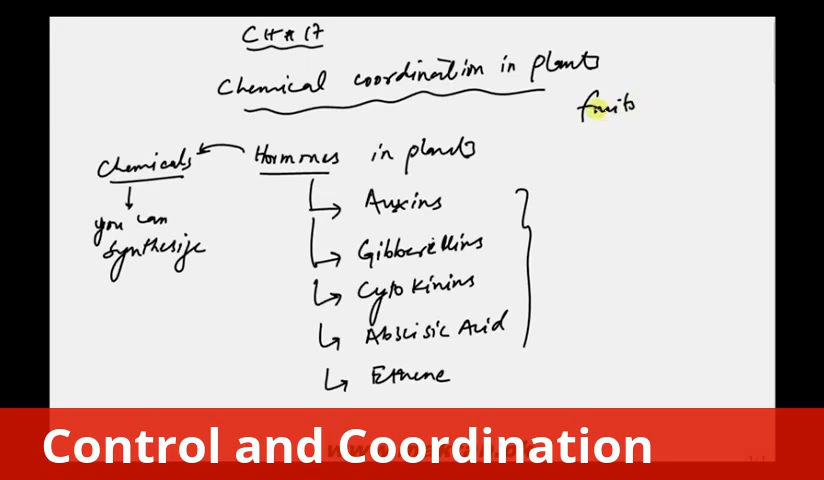 CH # 17
Chemical coordination in plants
fruits
Chemicals
Hormones in plants
you can
synthesize
Auxins
Gibberellins
Cytokinins
Abscisic Acid
Ethene
Control and Coordination